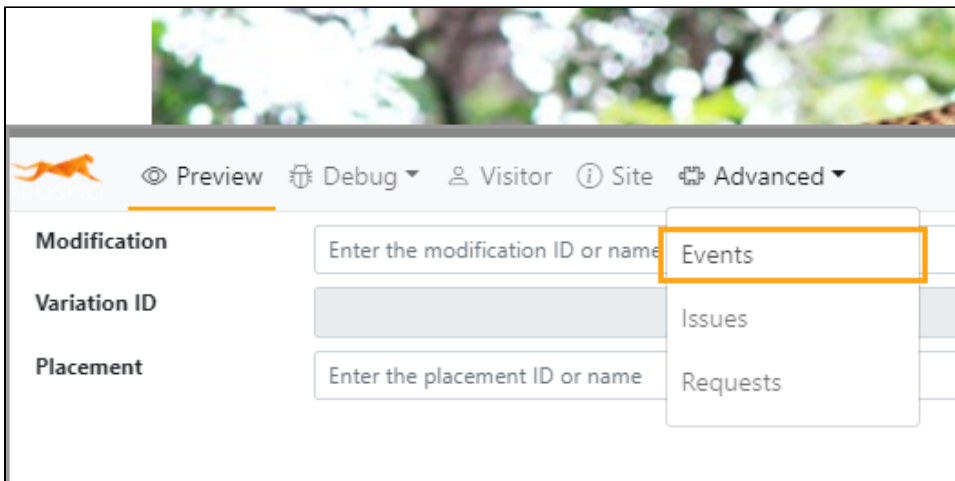 Preview Debug Visitor Site Advanced
Modification
Enter the modification ID or name
Events
Variation ID
Issues
Placement
Enter the placement ID or name
Requests